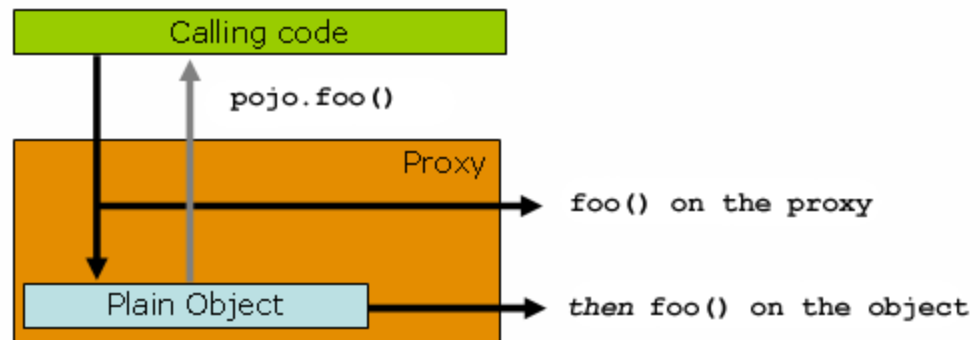 Calling code
pojo.foo()
Proxy
foo() on the proxy
Plain Object
then foo() on the object